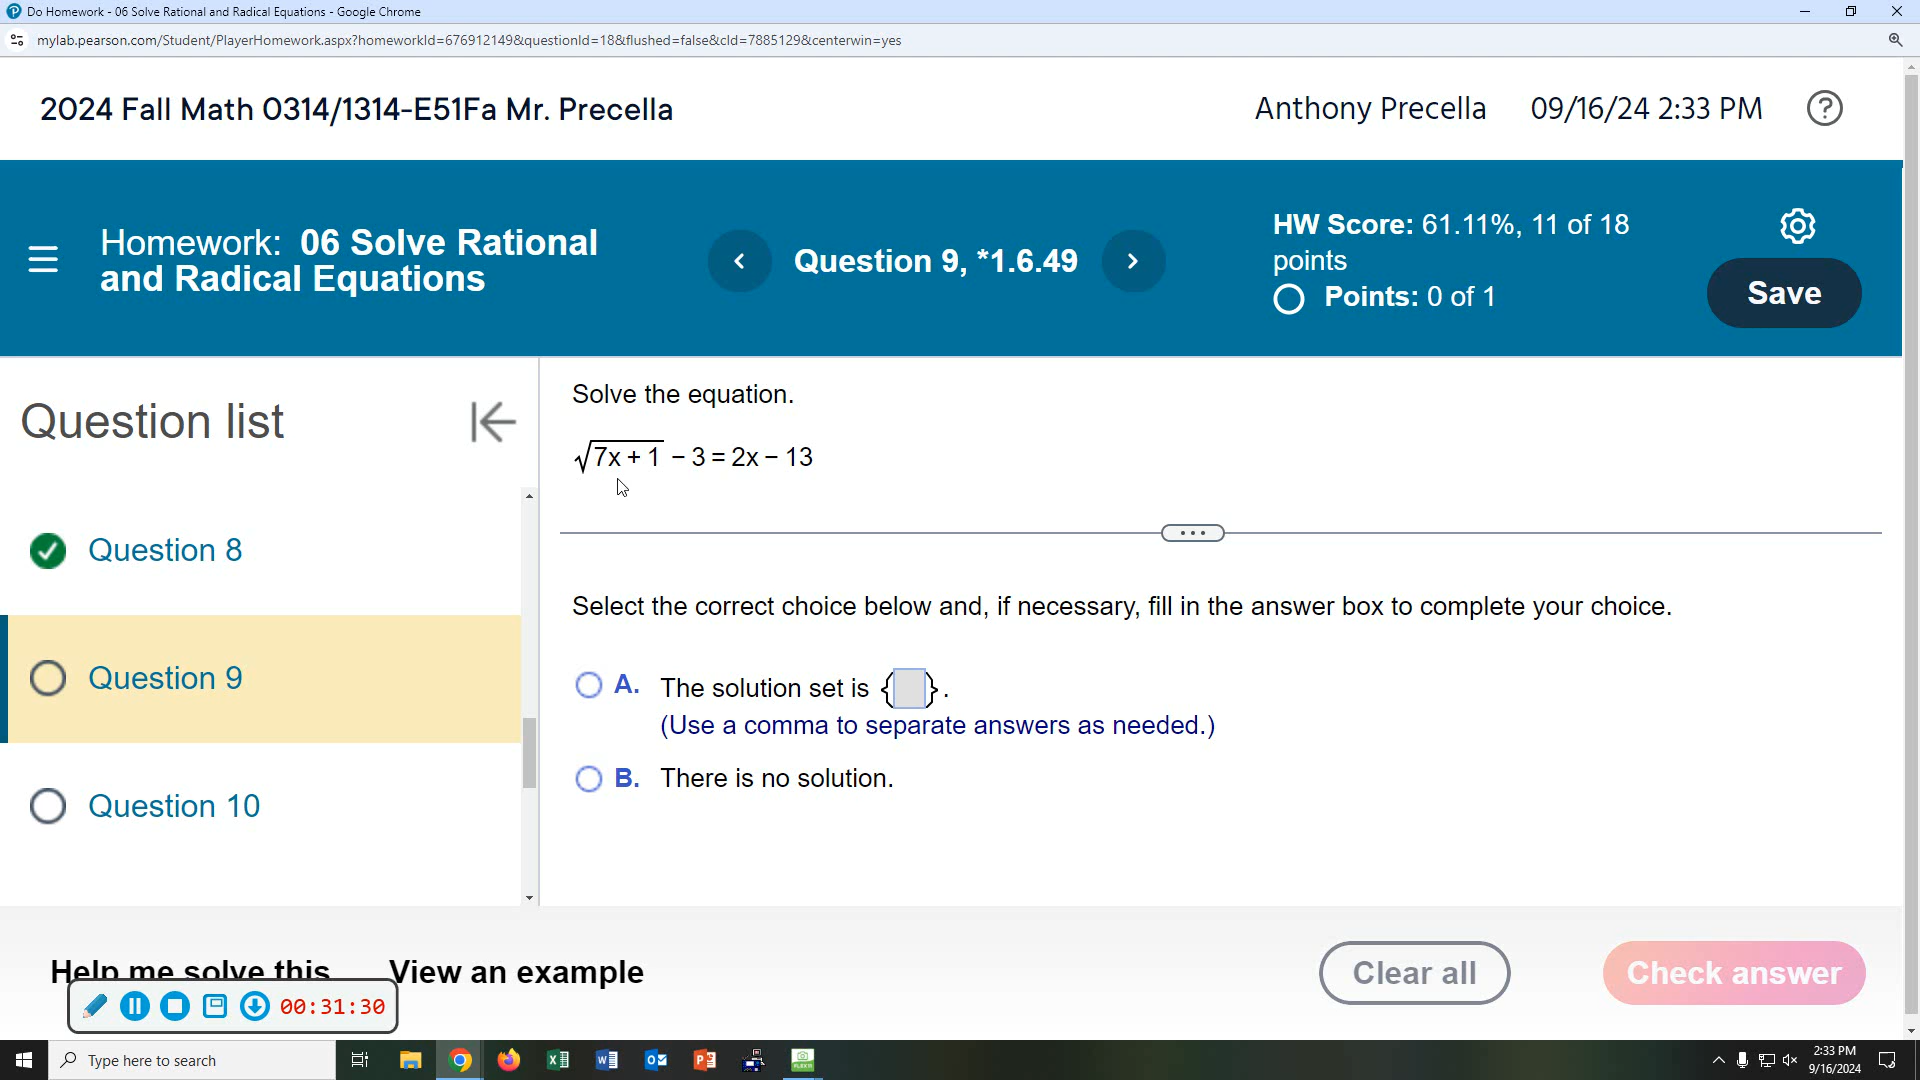 Do Homework - 06 Solve Rational and Radical Equations - Google Chrome
mylab.pearson.com/Student/PlayerHomework.aspx?homeworkId=676912149&questionId=18&flushed=false&cId=7885129&centerwin=yes
2024 Fall Math 0314/1314-E51Fa Mr. Precella
Anthony Precella 09/16/24 2:33 PM
Homework: 06 Solve Rational
and Radical Equations
Question 9, *1.6.49
HW Score: 61.11%, 11 of 18
points
Points: 0 of 1
Save
Question list
Question 8
Question 9
Question 10
Solve the equation.
√7x + 1 − 3 = 2x − 13
Select the correct choice below and, if necessary, fill in the answer box to complete your choice.
A. The solution set is { }.
(Use a comma to separate answers as needed.)
B. There is no solution.
Help me solve this View an example
Clear all
Check answer
00:31:30
Type here to search
2:33 PM
9/16/2024